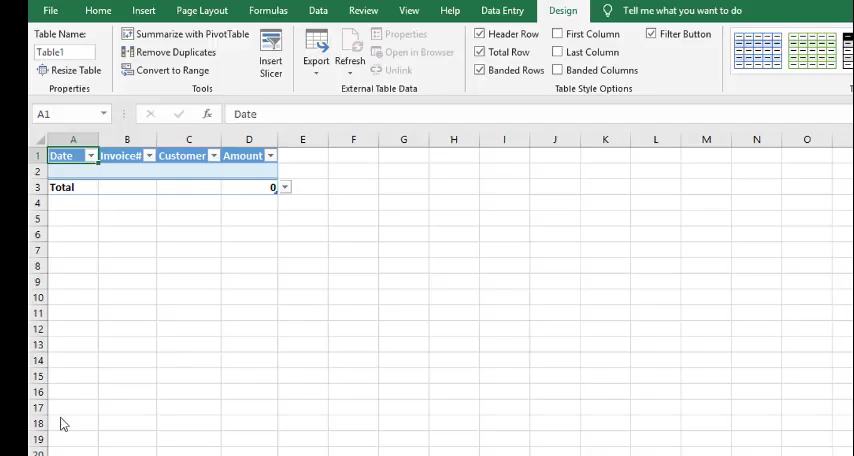 File Home Insert Page Layout Formulas Data Review View Help Data Entry Design Tell me what you want to do
Table Name: Summarize with PivotTable Properties Header Row First Column Filter Button
Table1 Remove Duplicates Insert Slicer Export Refresh Open in Browser Total Row Last Column
Resize Table Convert to Range Unlink Banded Rows Banded Columns
Properties Tools External Table Data Table Style Options
A1 fx Date
A B C D E F G H I J K L M N O
1 Date Invoice# Customer Amount
2
3 Total 0
4
5
6
7
8
9
10
11
12
13
14
15
16
17
18
19
20